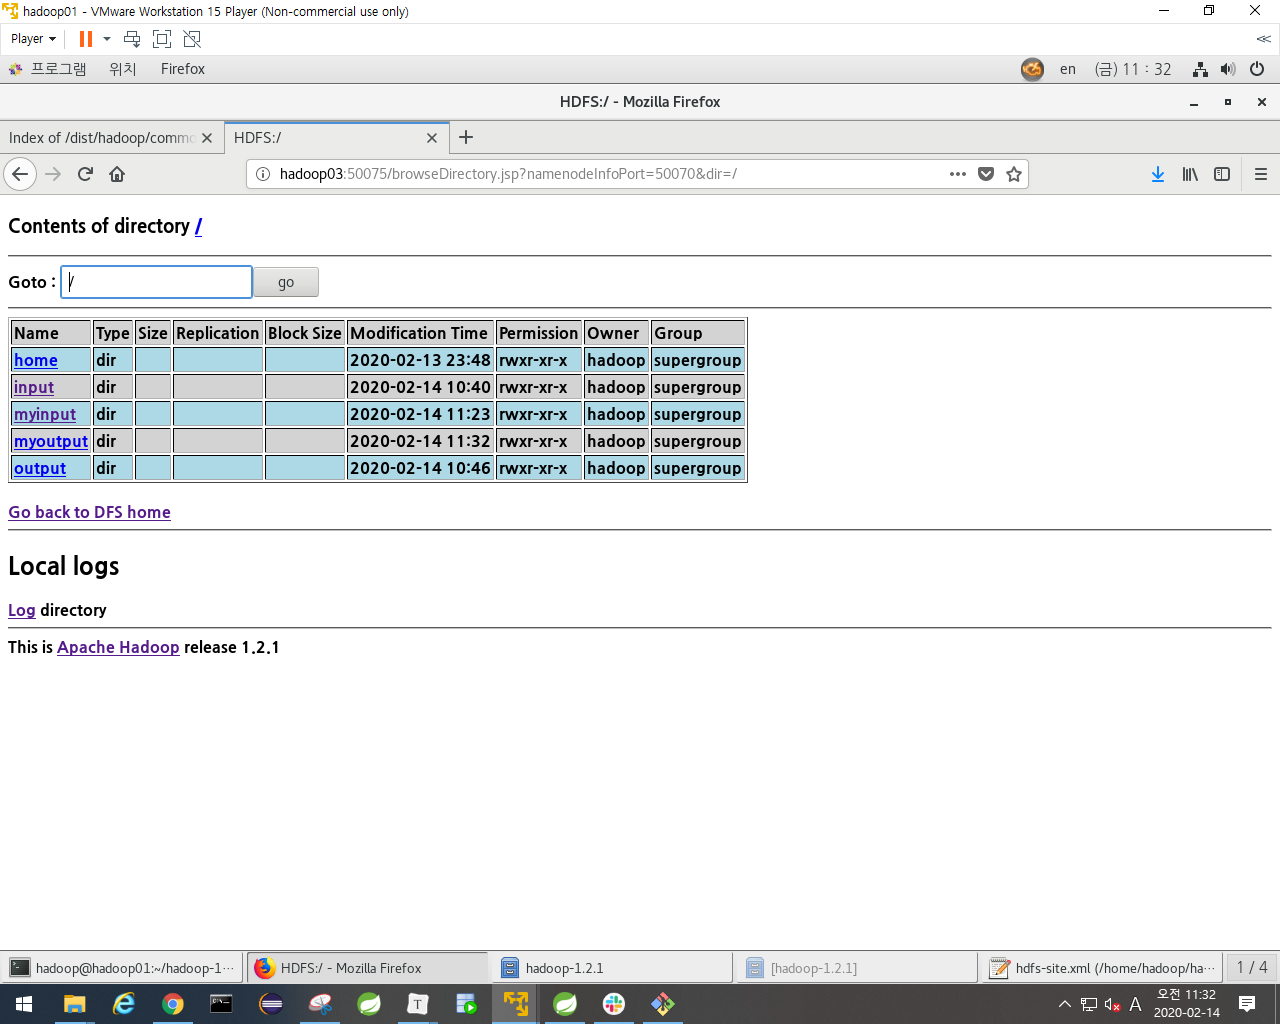 hadoop01 - VMware Workstation 15 Player (Non-commercial use only)
Player
프로그램 위치 Firefox en (금) 11 : 32
HDFS:/ - Mozilla Firefox
Index of /dist/hadoop/commo HDFS:/
hadoop03:50075/browseDirectory.jsp?namenodeInfoPort=50070&dir=/
Contents of directory /
Goto : / go
Name Type Size Replication Block Size Modification Time Permission Owner Group
home dir 2020-02-13 23:48 rwxr-xr-x hadoop supergroup
input dir 2020-02-14 10:40 rwxr-xr-x hadoop supergroup
myinput dir 2020-02-14 11:23 rwxr-xr-x hadoop supergroup
myoutput dir 2020-02-14 11:32 rwxr-xr-x hadoop supergroup
output dir 2020-02-14 10:46 rwxr-xr-x hadoop supergroup
Go back to DFS home
Local logs
Log directory
This is Apache Hadoop release 1.2.1
hadoop@hadoop01:~/hadoop-1··· HDFS:/ - Mozilla Firefox hadoop-1.2.1 [hadoop-1.2.1] hdfs-site.xml (/home/hadoop/ha··· 1 / 4
A 오전 11:32
2020-02-14